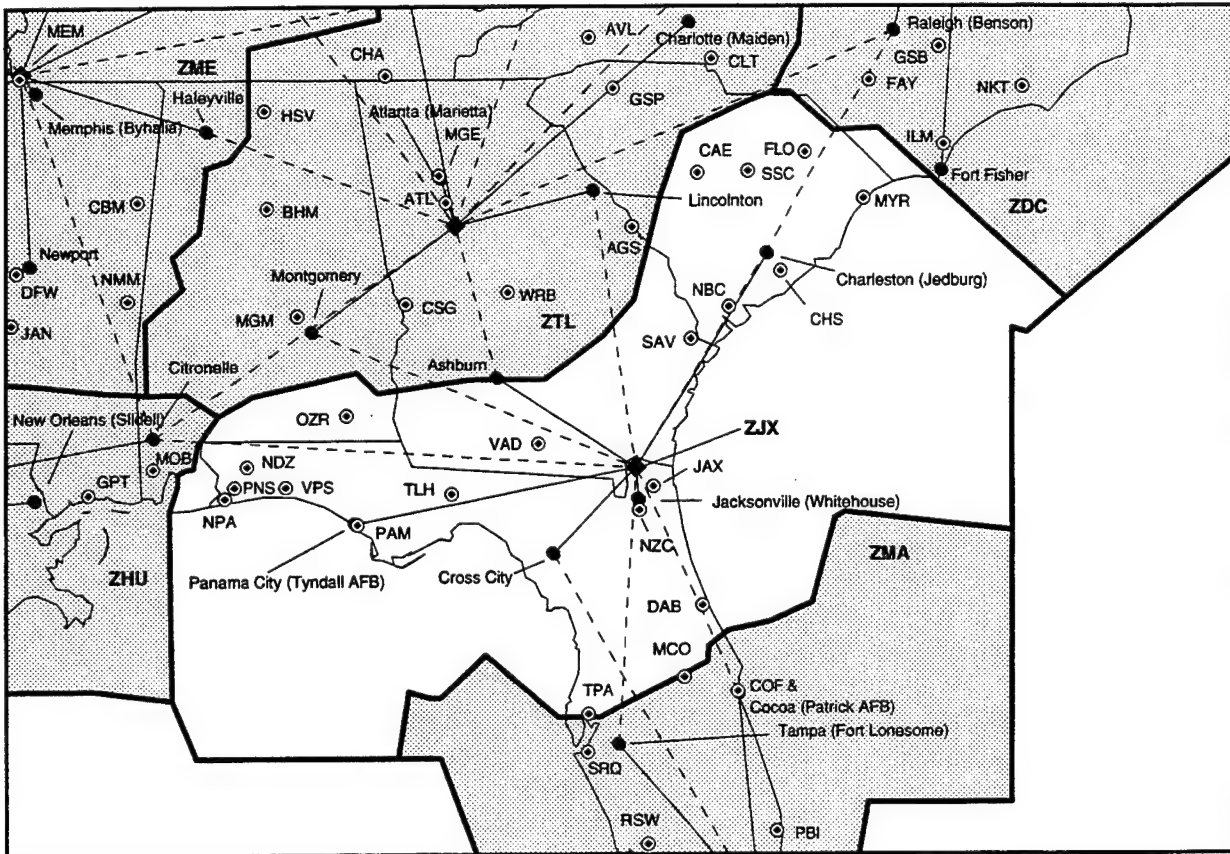 MEM
ZME
CHA
AVL
Charlotte (Maiden)
CLT
Raleigh (Benson)
GSB
FAY
NKT
Haleyville
HSV
Atlanta (Marietta)
MGE
GSP
Memphis (Byhalia)
ILM
CAE
FLO
SSC
Fort Fisher
CBM
BHM
ATL
Lincolnton
MYR
ZDC
AGS
Newport
Montgomery
Charleston (Jedburg)
DFW
NMM
NBC
CHS
MGM
CSG
WRB
ZTL
JAN
SAV
Citronelle
Ashburn
New Orleans (Slidell)
OZR
ZJX
VAD
MOB
NDZ
JAX
GPT
PNS
VPS
TLH
Jacksonville (Whitehouse)
NPA
PAM
NZC
ZMA
ZHU
Panama City (Tyndall AFB)
Cross City
DAB
MCO
TPA
COF &
Cocoa (Patrick AFB)
Tampa (Fort Lonesome)
SRQ
RSW
PBI